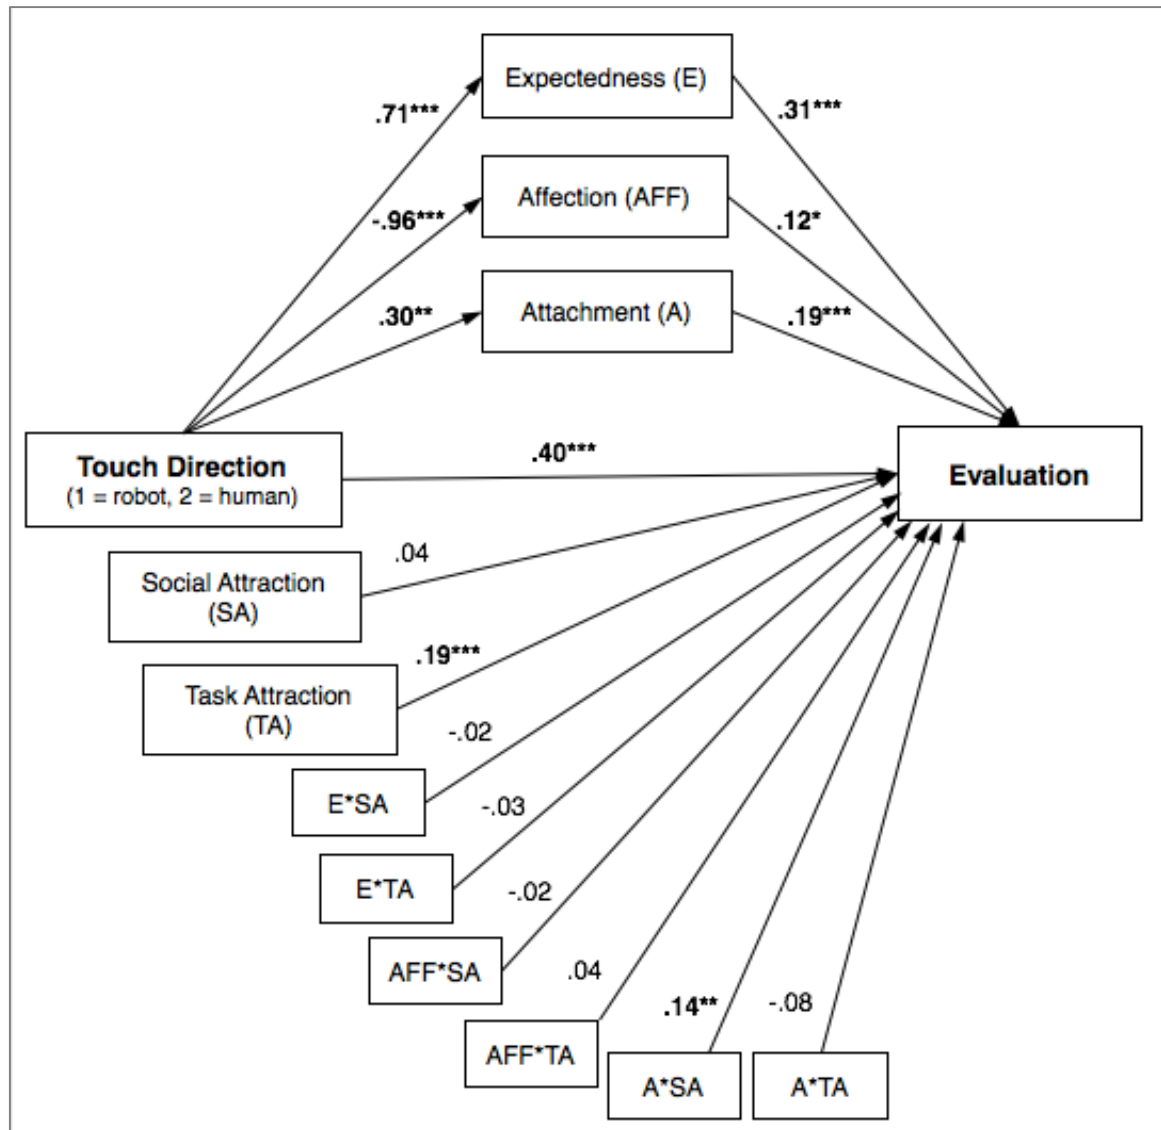 Expectedness (E)
.71***
.31***
Affection (AFF)
-.96***
.12*
Attachment (A)
.30**
.19***
Touch Direction
(1 = robot, 2 = human)
.40***
Evaluation
Social Attraction
(SA)
.04
Task Attraction
(TA)
.19***
E*SA
-.02
E*TA
-.03
AFF*SA
-.02
AFF*TA
.04
A*SA
.14**
A*TA
-.08